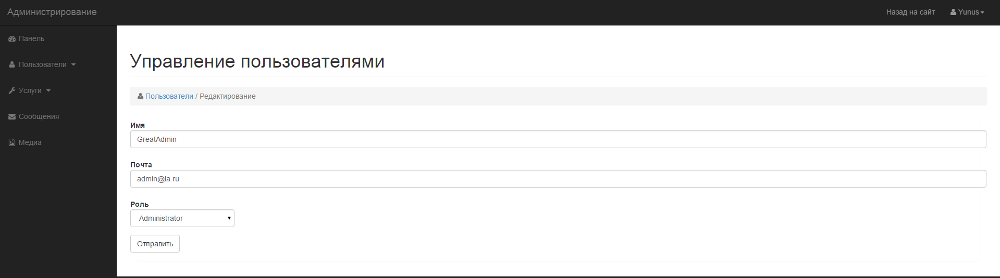 Администрирование
Назад на сайт
Yunus
Панель
Пользователи
Услуги
Сообщения
Медиа
Управление пользователями
Пользователи / Редактирование
Имя
GreatAdmin
Почта
admin@la.ru
Роль
Administrator
Отправить